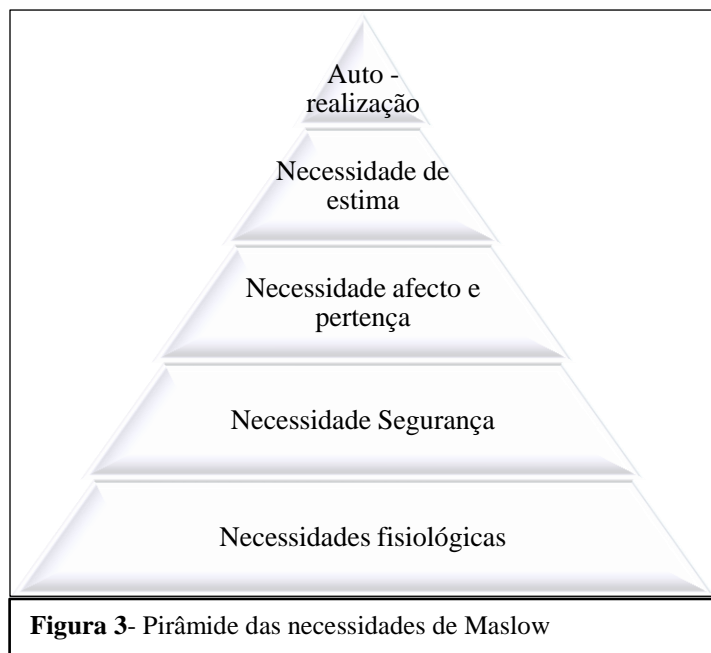 Auto -
realização
Necessidade de
estima
Necessidade afecto e
pertença
Necessidade Segurança
Necessidades fisiológicas
Figura 3- Pirâmide das necessidades de Maslow